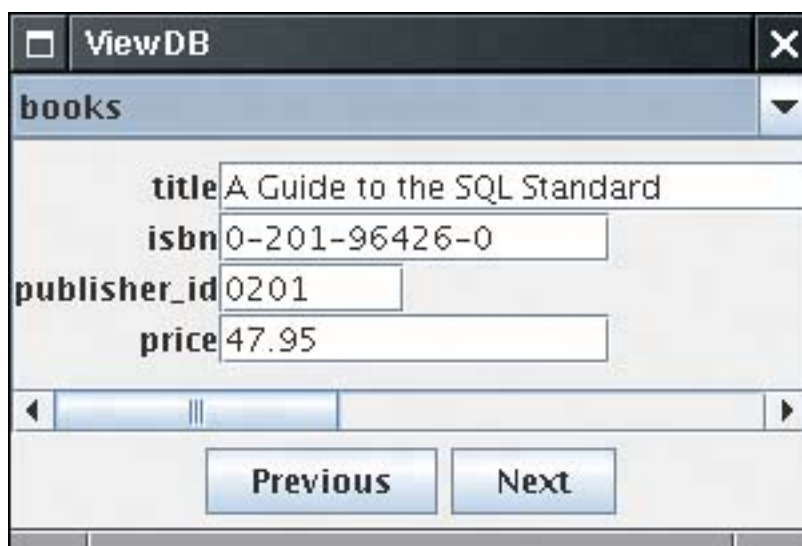 ViewDB
books
title A Guide to the SQL Standard
isbn 0-201-96426-0
publisher_id 0201
price 47.95
Previous Next